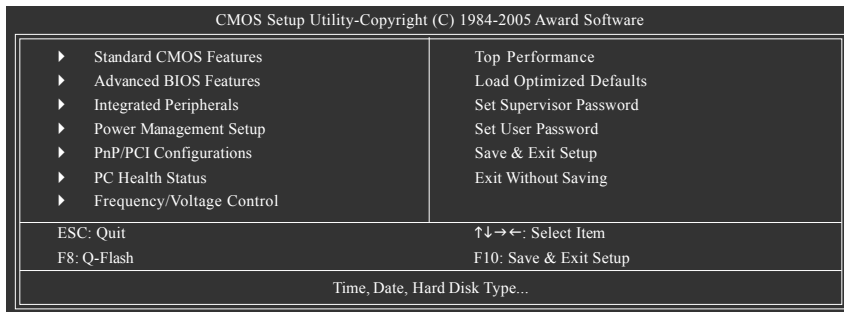 CMOS Setup Utility-Copyright (C) 1984-2005 Award Software
▶ Standard CMOS Features
▶ Advanced BIOS Features
▶ Integrated Peripherals
▶ Power Management Setup
▶ PnP/PCI Configurations
▶ PC Health Status
▶ Frequency/Voltage Control
Top Performance
Load Optimized Defaults
Set Supervisor Password
Set User Password
Save & Exit Setup
Exit Without Saving
ESC: Quit
↑↓→←: Select Item
F8: Q-Flash
F10: Save & Exit Setup
Time, Date, Hard Disk Type...